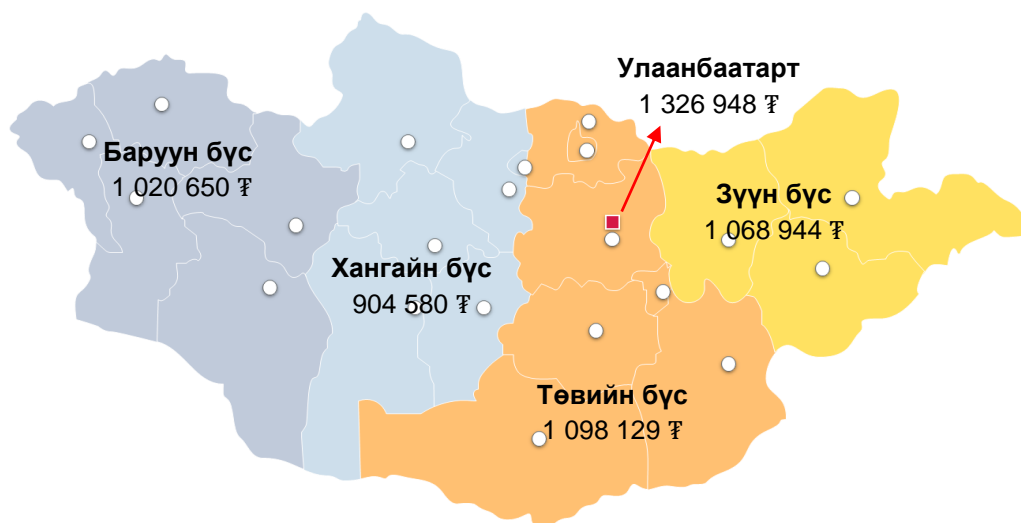 Улаанбаатарт
1 326 948 ₮
Баруун бүс
1 020 650 ₮
Зүүн бүс
1 068 944 ₮
Хангайн бүс
904 580 ₮
Төвийн бүс
1 098 129 ₮